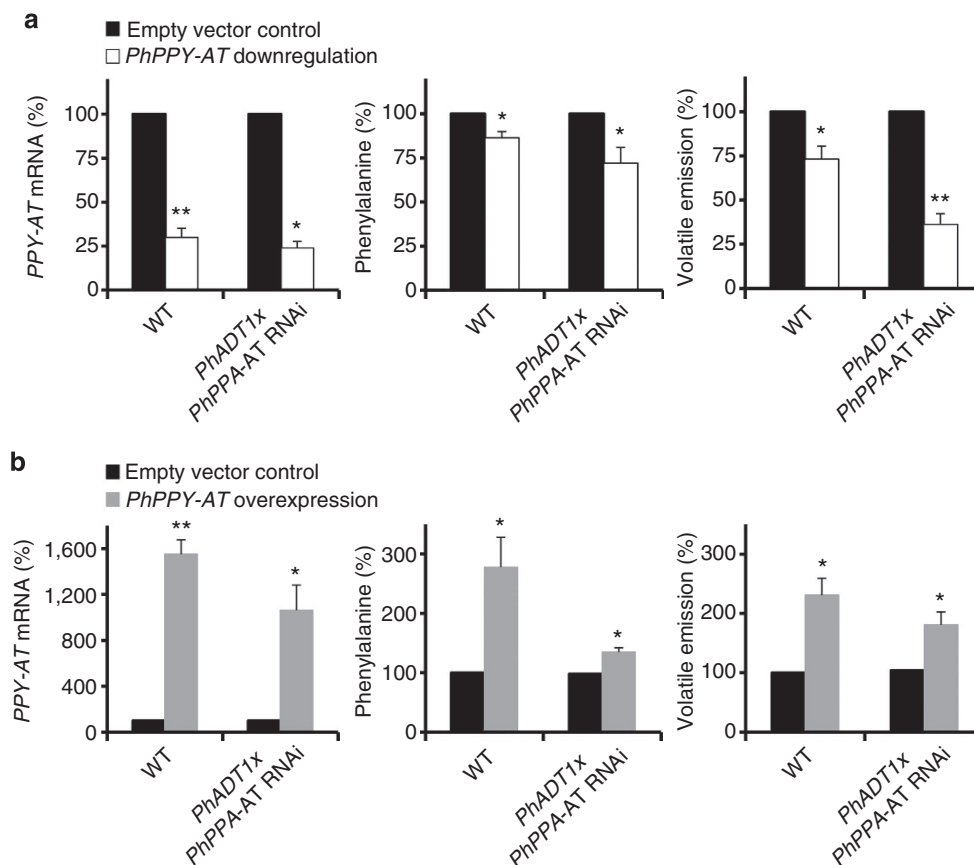 a
Empty vector control
PhPPY-AT downregulation
PPY-AT mRNA (%)
100
75
50
25
0
**
*
WT
PhADT1x
PhPPA-AT RNAi
Phenylalanine (%)
100
75
50
25
0
*
*
WT
PhADT1x
PhPPA-AT RNAi
Volatile emission (%)
100
75
50
25
0
*
**
WT
PhADT1x
PhPPA-AT RNAi
b
Empty vector control
PhPPY-AT overexpression
PPY-AT mRNA (%)
1,600
1,200
800
400
0
**
*
WT
PhADT1x
PhPPA-AT RNAi
Phenylalanine (%)
300
200
100
0
*
*
WT
PhADT1x
PhPPA-AT RNAi
Volatile emission (%)
300
200
100
0
*
*
WT
PhADT1x
PhPPA-AT RNAi